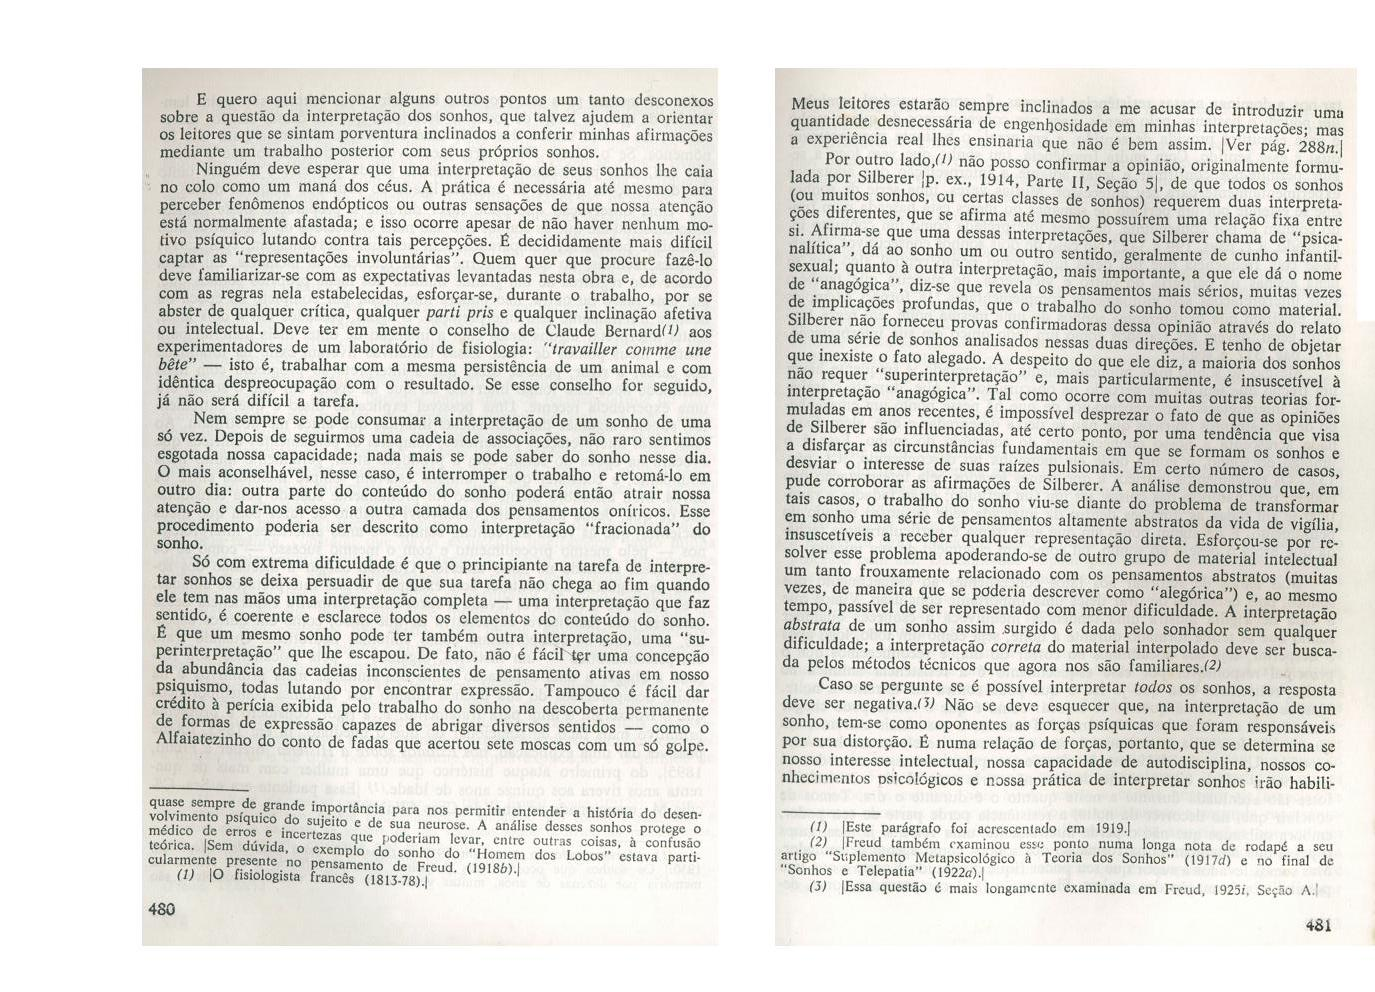 E quero aqui mencionar alguns outros pontos um tanto desconexos
sobre a questão da interpretação dos sonhos, que talvez ajudem a orientar
os leitores que se sintam porventura inclinados a conferir minhas afirmações
mediante um trabalho posterior com seus próprios sonhos.
Ninguém deve esperar que uma interpretação de seus sonhos lhe caia
no colo como um maná dos céus. A prática é necessária até mesmo para
perceber fenômenos endópticos ou outras sensações de que nossa atenção
está normalmente afastada; e isso ocorre apesar de não haver nenhum mo-
tivo psíquico lutando contra tais percepções. É decididamente mais difícil
captar as “representações involuntárias”. Quem quer que procure fazê-lo
deve familiarizar-se com as expectativas levantadas nesta obra e, de acordo
com as regras nela estabelecidas, esforçar-se, durante o trabalho, por se
abster de qualquer crítica, qualquer parti pris e qualquer inclinação afetiva
ou intelectual. Deve ter em mente o conselho de Claude Bernard(1) aos
experimentadores de um laboratório de fisiologia: “travailler comme une
bête” — isto é, trabalhar com a mesma persistência de um animal e com
idêntica despreocupação com o resultado. Se esse conselho for seguido,
já não será difícil a tarefa.
Nem sempre se pode consumar a interpretação de um sonho de uma
só vez. Depois de seguirmos uma cadeia de associações, não raro sentimos
esgotada nossa capacidade; nada mais se pode saber do sonho nesse dia.
O mais aconselhável, nesse caso, é interromper o trabalho e retomá-lo em
outro dia: outra parte do conteúdo do sonho poderá então atrair nossa
atenção e dar-nos acesso a outra camada dos pensamentos oníricos. Esse
procedimento poderia ser descrito como interpretação “fracionada” do
sonho.
Só com extrema dificuldade é que o principiante na tarefa de interpre-
tar sonhos se deixa persuadir de que sua tarefa não chega ao fim quando
ele tem nas mãos uma interpretação completa — uma interpretação que faz
sentido, é coerente e esclarece todos os elementos do conteúdo do sonho.
É que um mesmo sonho pode ter também outra interpretação, uma “su-
perinterpretação” que lhe escapou. De fato, não é fácil ter uma concepção
da abundância das cadeias inconscientes de pensamento ativas em nosso
psiquismo, todas lutando por encontrar expressão. Tampouco é fácil dar
crédito à perícia exibida pelo trabalho do sonho na descoberta permanente
de formas de expressão capazes de abrigar diversos sentidos — como o
Alfaiatezinho do conto de fadas que acertou sete moscas com um só golpe.
quase sempre de grande importância para nos permitir entender a história do desen-
volvimento psíquico do sujeito e de sua neurose. A análise desses sonhos protege o
médico de erros e incertezas que poderiam levar, entre outras coisas, à confusão
teórica. |Sem dúvida, o exemplo do sonho do “Homem dos Lobos” estava parti-
cularmente presente no pensamento de Freud. (1918b).|
(1) |O fisiologista francês (1813-78).|
480
Meus leitores estarão sempre inclinados a me acusar de introduzir uma
quantidade desnecessária de engenhosidade em minhas interpretações; mas
a experiência real lhes ensinaria que não é bem assim. |Ver pág. 288n.|
Por outro lado,(1) não posso confirmar a opinião, originalmente formu-
lada por Silberer |p. ex., 1914, Parte II, Seção 5|, de que todos os sonhos
(ou muitos sonhos, ou certas classes de sonhos) requerem duas interpreta-
ções diferentes, que se afirma até mesmo possuírem uma relação fixa entre
si. Afirma-se que uma dessas interpretações, que Silberer chama de “psica-
nalítica”, dá ao sonho um ou outro sentido, geralmente de cunho infantil-
sexual; quanto à outra interpretação, mais importante, a que ele dá o nome
de “anagógica”, diz-se que revela os pensamentos mais sérios, muitas vezes
de implicações profundas, que o trabalho do sonho tomou como material.
Silberer não forneceu provas confirmadoras dessa opinião através do relato
de uma série de sonhos analisados nessas duas direções. E tenho de objetar
que inexiste o fato alegado. A despeito do que ele diz, a maioria dos sonhos
não requer “superinterpretação” e, mais particularmente, é insuscetível à
interpretação “anagógica”. Tal como ocorre com muitas outras teorias for-
muladas em anos recentes, é impossível desprezar o fato de que as opiniões
de Silberer são influenciadas, até certo ponto, por uma tendência que visa
a disfarçar as circunstâncias fundamentais em que se formam os sonhos e
desviar o interesse de suas raízes pulsionais. Em certo número de casos,
pude corroborar as afirmações de Silberer. A análise demonstrou que, em
tais casos, o trabalho do sonho viu-se diante do problema de transformar
em sonho uma série de pensamentos altamente abstratos da vida de vigília,
insuscetíveis a receber qualquer representação direta. Esforçou-se por re-
solver esse problema apoderando-se de outro grupo de material intelectual
um tanto frouxamente relacionado com os pensamentos abstratos (muitas
vezes, de maneira que se poderia descrever como “alegórica”) e, ao mesmo
tempo, passível de ser representado com menor dificuldade. A interpretação
abstrata de um sonho assim surgido é dada pelo sonhador sem qualquer
dificuldade; a interpretação correta do material interpolado deve ser busca-
da pelos métodos técnicos que agora nos são familiares.(2)
Caso se pergunte se é possível interpretar todos os sonhos, a resposta
deve ser negativa.(3) Não se deve esquecer que, na interpretação de um
sonho, tem-se como oponentes as forças psíquicas que foram responsáveis
por sua distorção. É numa relação de forças, portanto, que se determina se
nosso interesse intelectual, nossa capacidade de autodisciplina, nossos co-
nhecimentos psicológicos e nossa prática de interpretar sonhos irão habili-
(1) |Este parágrafo foi acrescentado em 1919.|
(2) |Freud também examinou esse ponto numa longa nota de rodapé a seu
artigo “Suplemento Metapsicológico à Teoria dos Sonhos” (1917d) e no final de
“Sonhos e Telepatia” (1922a).|
(3) |Essa questão é mais longamente examinada em Freud, 1925i, Seção A.|
481